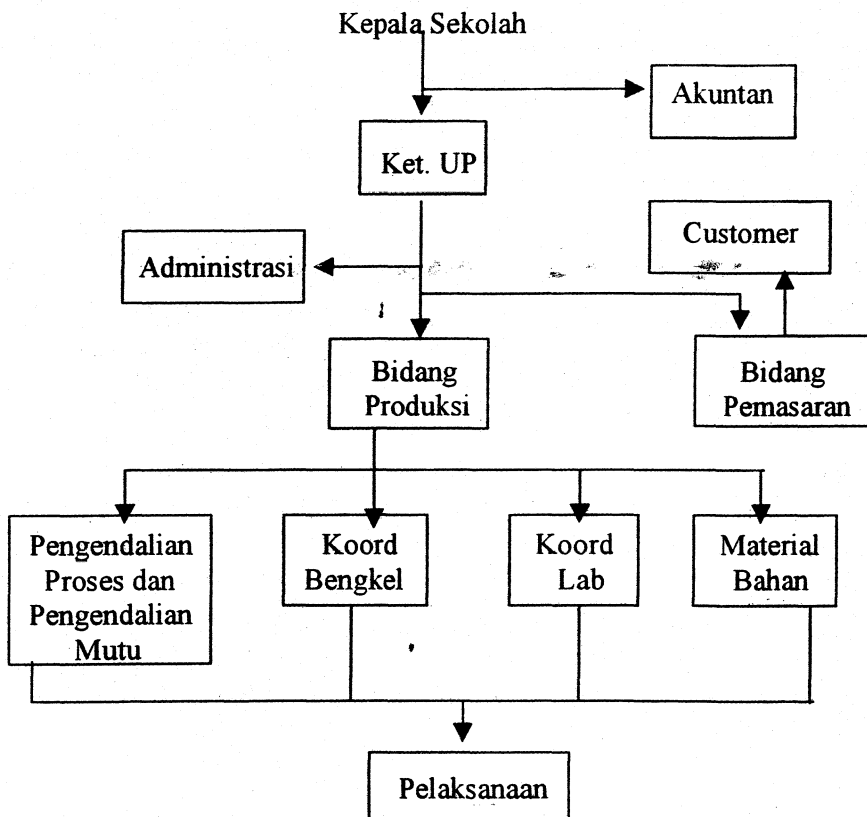 Kepala Sekolah
Akuntan
Ket. UP
Customer
Administrasi
Bidang
Produksi
Bidang
Pemasaran
Pengendalian
Proses dan
Pengendalian
Mutu
Koord
Bengkel
Koord
Lab
Material
Bahan
Pelaksanaan